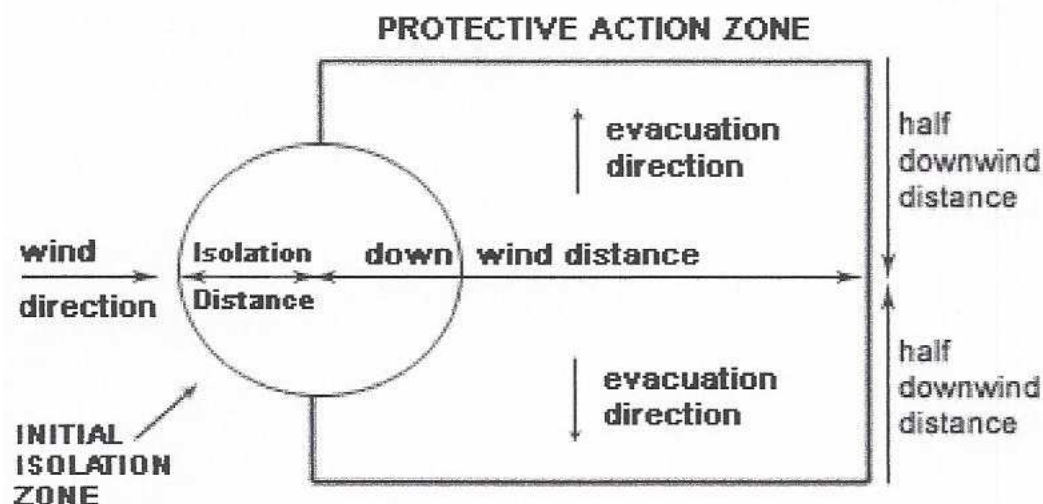 PROTECTIVE ACTION ZONE
evacuation
direction
half
downwind
distance
wind
direction
Isolation
Distance
down wind distance
evacuation
direction
half
downwind
distance
INITIAL
ISOLATION
ZONE